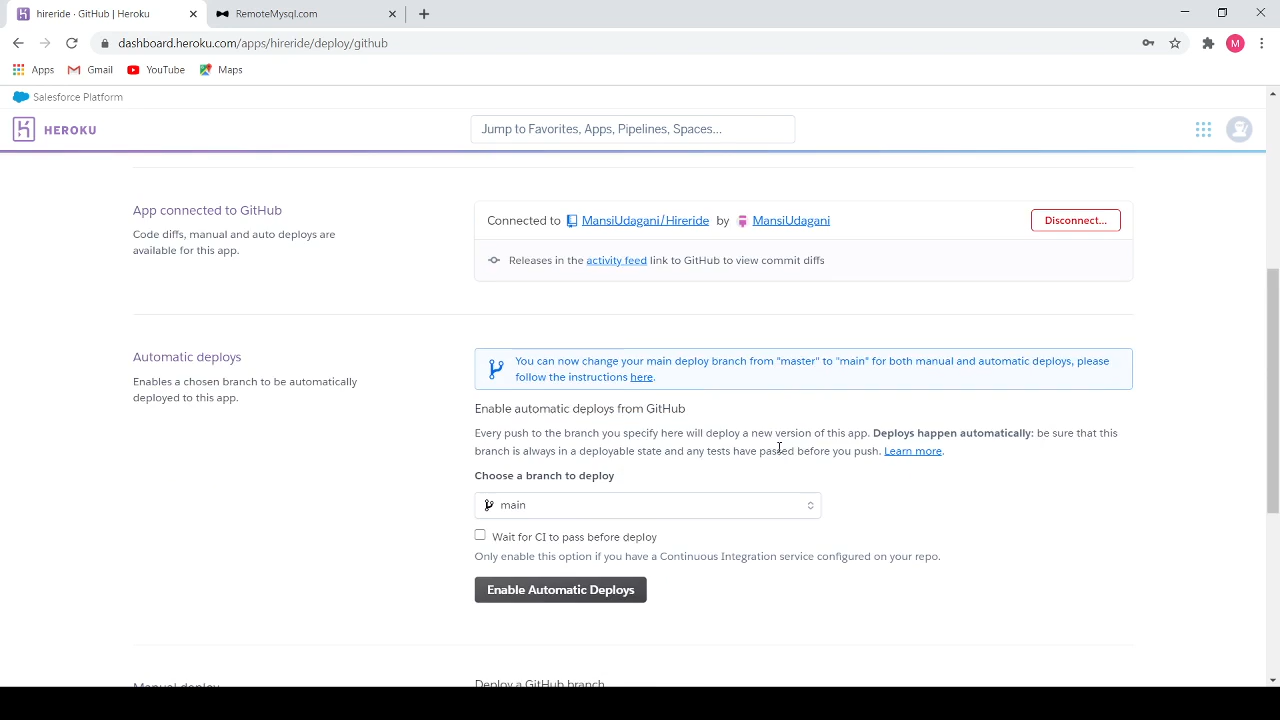 hireride · GitHub | Heroku
RemoteMysql.com
dashboard.heroku.com/apps/hireride/deploy/github
M
Apps
Gmail
YouTube
Maps
Salesforce Platform
HEROKU
Jump to Favorites, Apps, Pipelines, Spaces...
App connected to GitHub
Code diffs, manual and auto deploys are
available for this app.
Connected to MansiUdagani/Hireride by MansiUdagani
Disconnect...
Releases in the activity feed link to GitHub to view commit diffs
Automatic deploys
Enables a chosen branch to be automatically
deployed to this app.
You can now change your main deploy branch from "master" to "main" for both manual and automatic deploys, please
follow the instructions here.
Enable automatic deploys from GitHub
Every push to the branch you specify here will deploy a new version of this app. Deploys happen automatically: be sure that this
branch is always in a deployable state and any tests have passed before you push. Learn more.
Choose a branch to deploy
main
Wait for CI to pass before deploy
Only enable this option if you have a Continuous Integration service configured on your repo.
Enable Automatic Deploys
Manual deploy
Deploy a GitHub branch